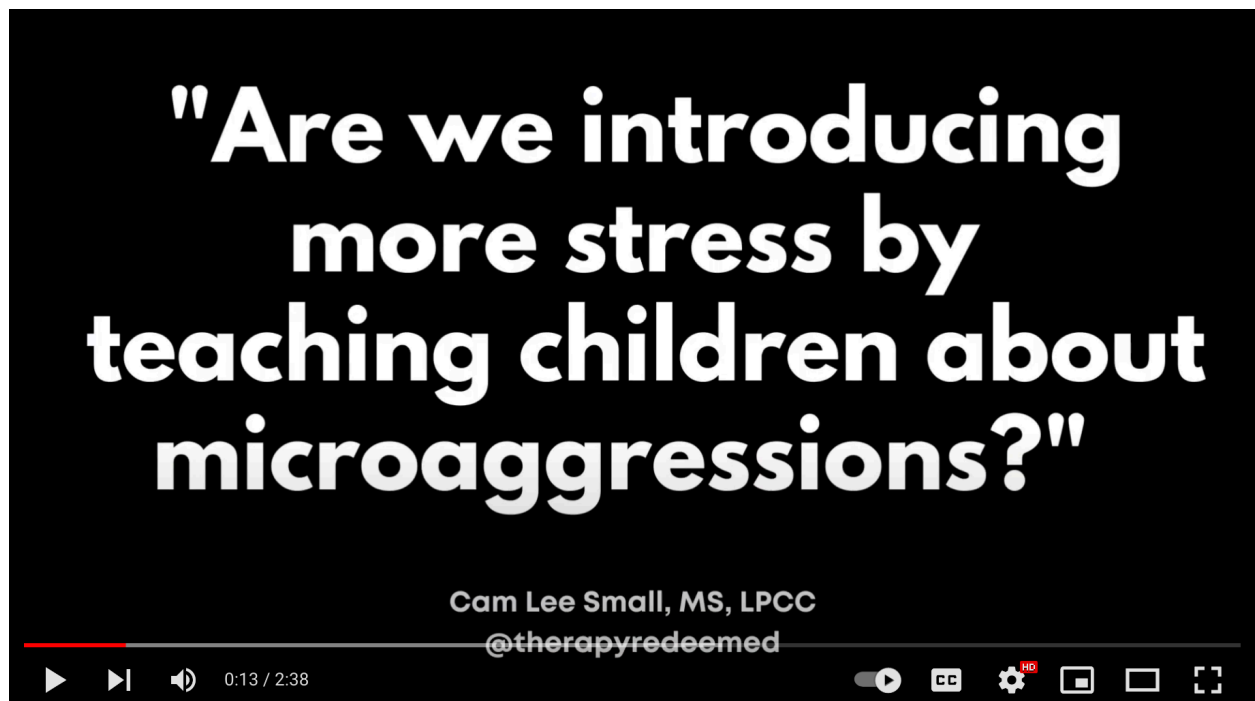 "Are we introducing
more stress by
teaching children about
microaggressions?"
Cam Lee Small, MS, LPCC
@therapyredeemed
0:13 / 2:38
CC
HD